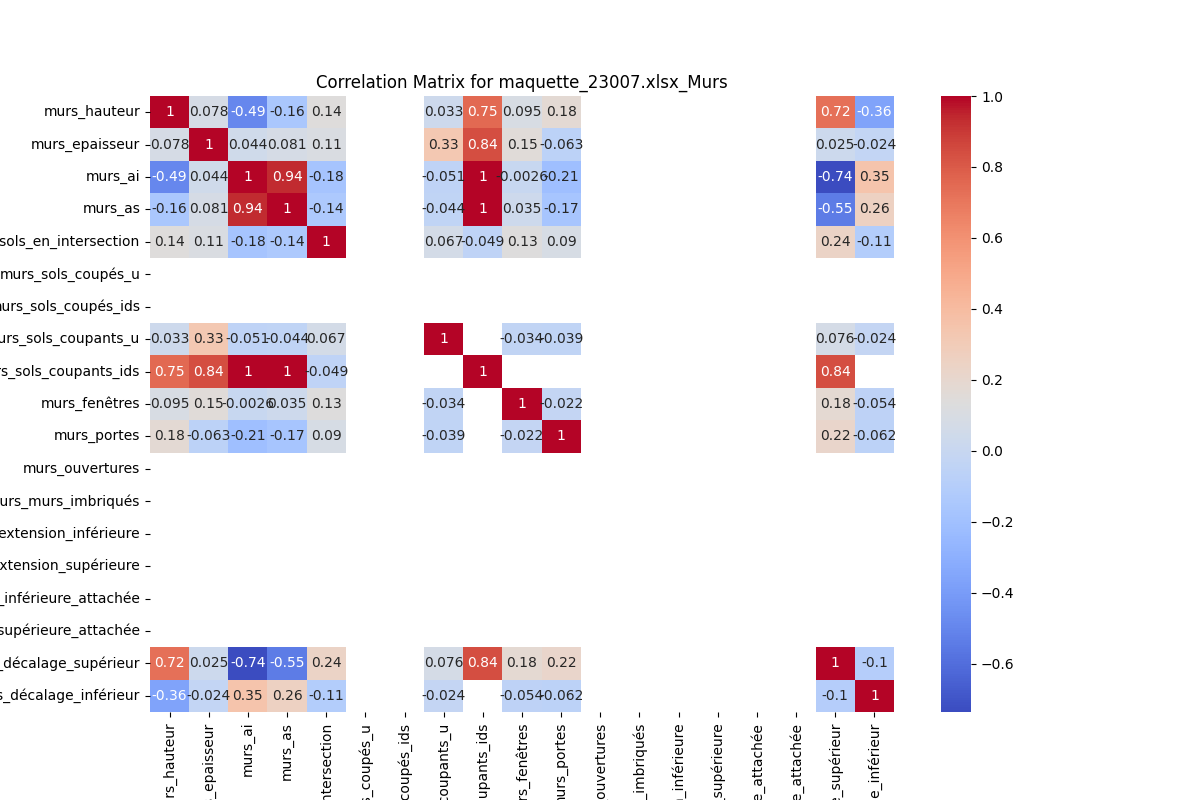 Correlation Matrix for maquette_23007.xlsx_Murs
murs_hauteur 1 0.078 -0.49 -0.16 0.14 0.033 0.75 0.095 0.18 0.72 -0.36
murs_epaisseur 0.078 1 0.044 0.081 0.11 0.33 0.84 0.15 -0.063 0.025 -0.024
murs_ai -0.49 0.044 1 0.94 -0.18 -0.051 1 -0.0026 -0.21 -0.74 0.35
murs_as -0.16 0.081 0.94 1 -0.14 -0.044 1 0.035 -0.17 -0.55 0.26
sols_en_intersection 0.14 0.11 -0.18 -0.14 1 0.067 -0.049 0.13 0.09 0.24 -0.11
murs_sols_coupés_u
murs_sols_coupés_ids
urs_sols_coupants_u 0.033 0.33 -0.051 -0.044 0.067 1 -0.034 -0.039 0.076 -0.024
s_sols_coupants_ids 0.75 0.84 1 1 -0.049 1 0.84
murs_fenêtres 0.095 0.15 -0.0026 0.035 0.13 -0.034 1 -0.022 0.18 -0.054
murs_portes 0.18 -0.063 -0.21 -0.17 0.09 -0.039 -0.022 1 0.22 -0.062
murs_ouvertures
urs_murs_imbriqués
extension_inférieure
xtension_supérieure
_inférieure_attachée
supérieure_attachée
_décalage_supérieur 0.72 0.025 -0.74 -0.55 0.24 0.076 0.84 0.18 0.22 1 -0.1
s_décalage_inférieur -0.36 -0.024 0.35 0.26 -0.11 -0.024 -0.054 -0.062 -0.1 1
rs_hauteur
_epaisseur
murs_ai
murs_as
ntersection
s_coupés_u
coupés_ids
coupants_u
upants_ids
rs_fenêtres
murs_portes
ouvertures
_imbriqués
_inférieure
_supérieure
e_attachée
e_attachée
e_supérieur
e_inférieur
1.0
0.8
0.6
0.4
0.2
0.0
−0.2
−0.4
−0.6